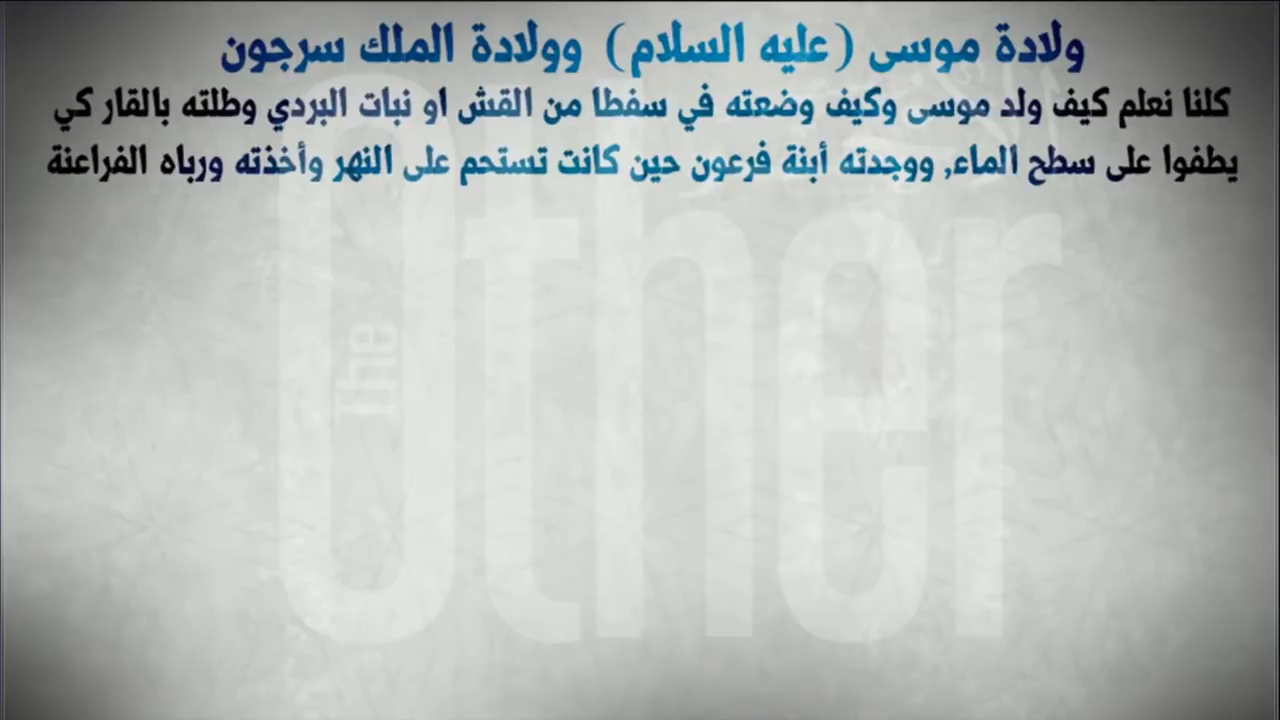 ولادة موسى (عليه السلام) وولادة الملك سرجون
كلنا نعلم كيف ولد موسى وكيف وضعته في سفطا من القش او نبات البردي وطلته بالقار كي
يطفوا على سطح الماء, ووجدته أبنة فرعون حين كانت تستحم على النهر وأخذته ورباه الفراعنة
the Other